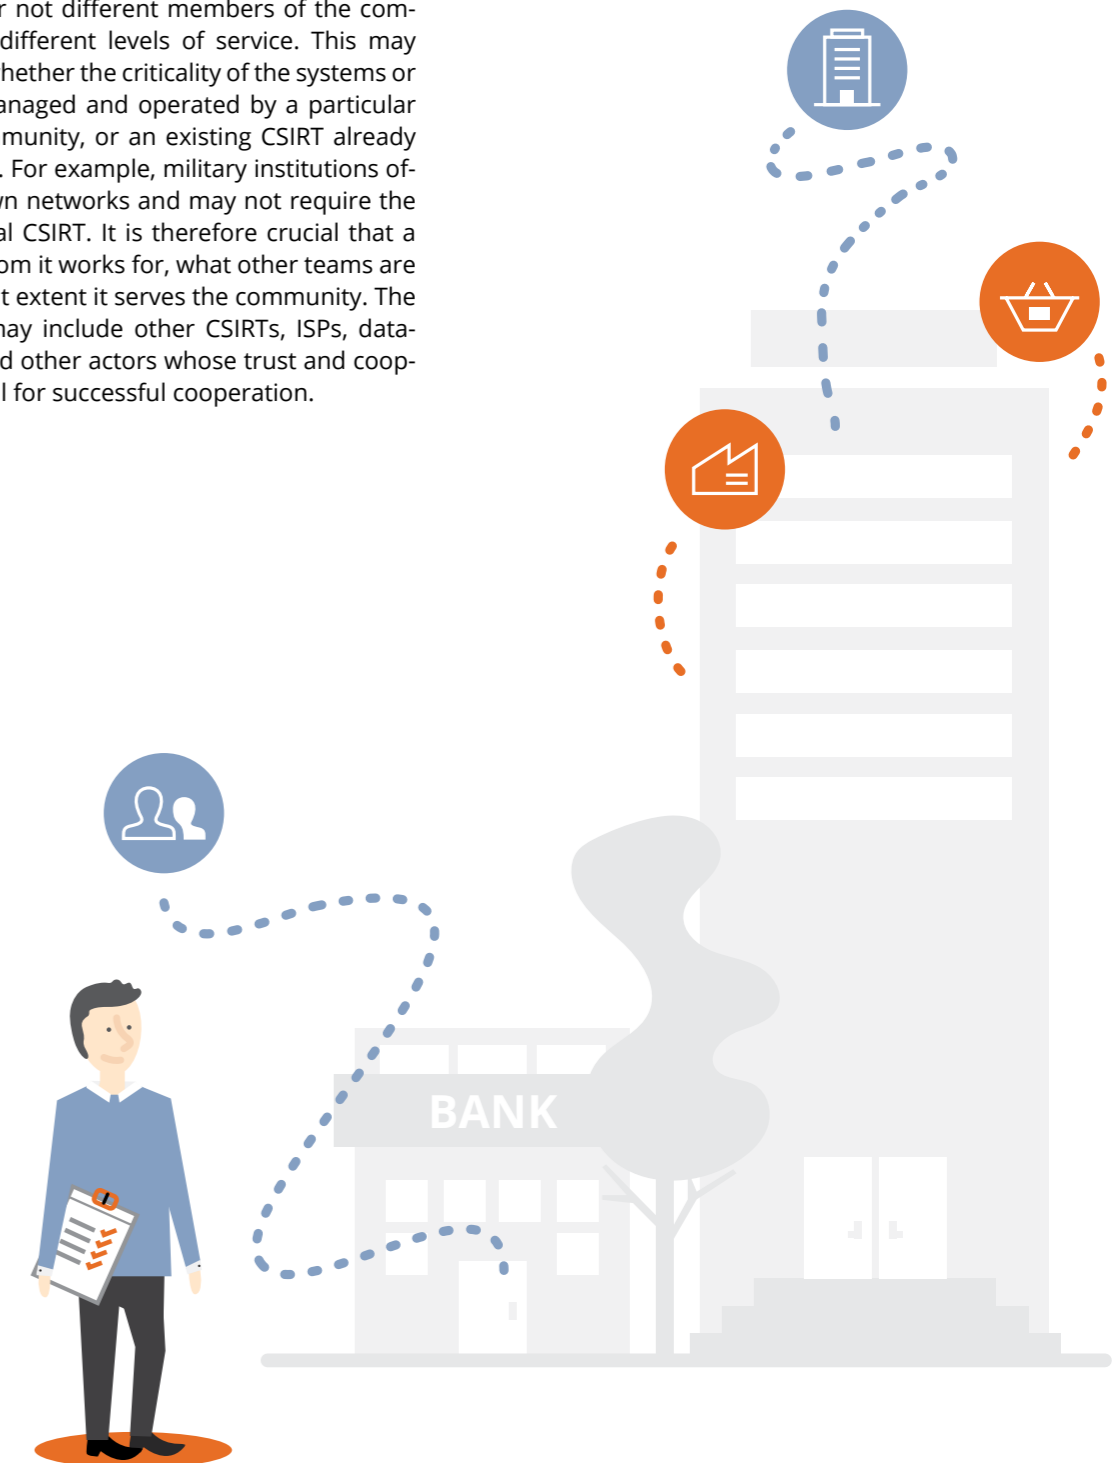 r not different members of the com-
different levels of service. This may
whether the criticality of the systems or
anaged and operated by a particular
munity, or an existing CSIRT already
. For example, military institutions of-
n networks and may not require the
al CSIRT. It is therefore crucial that a
om it works for, what other teams are
t extent it serves the community. The
may include other CSIRTs, ISPs, data-
d other actors whose trust and coop-
l for successful cooperation.
BANK